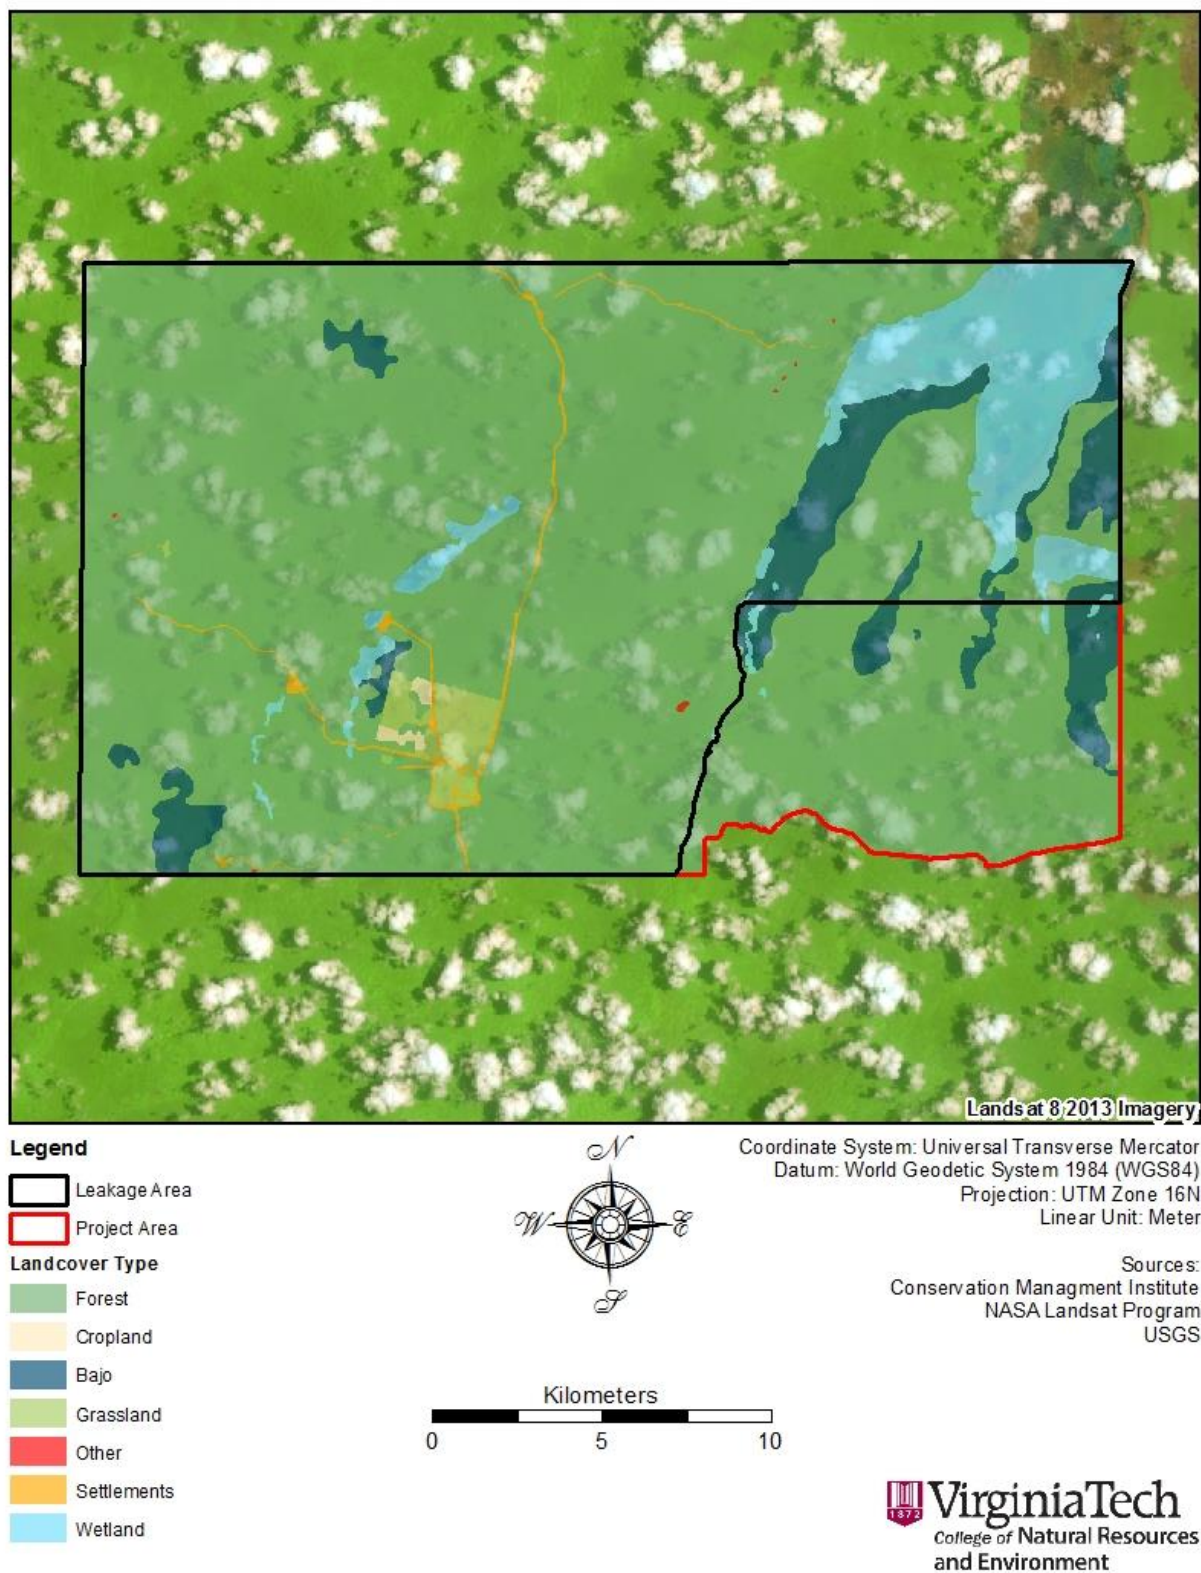 Landsat 8 2013 Imagery
Legend
Leakage Area
Project Area
Landcover Type
Forest
Cropland
Bajo
Grassland
Other
Settlements
Wetland
N
W
E
S
Kilometers
0 5 10
Coordinate System: Universal Transverse Mercator
Datum: World Geodetic System 1984 (WGS84)
Projection: UTM Zone 16N
Linear Unit: Meter
Sources:
Conservation Managment Institute
NASA Landsat Program
USGS
1872
VirginiaTech
College of Natural Resources
and Environment